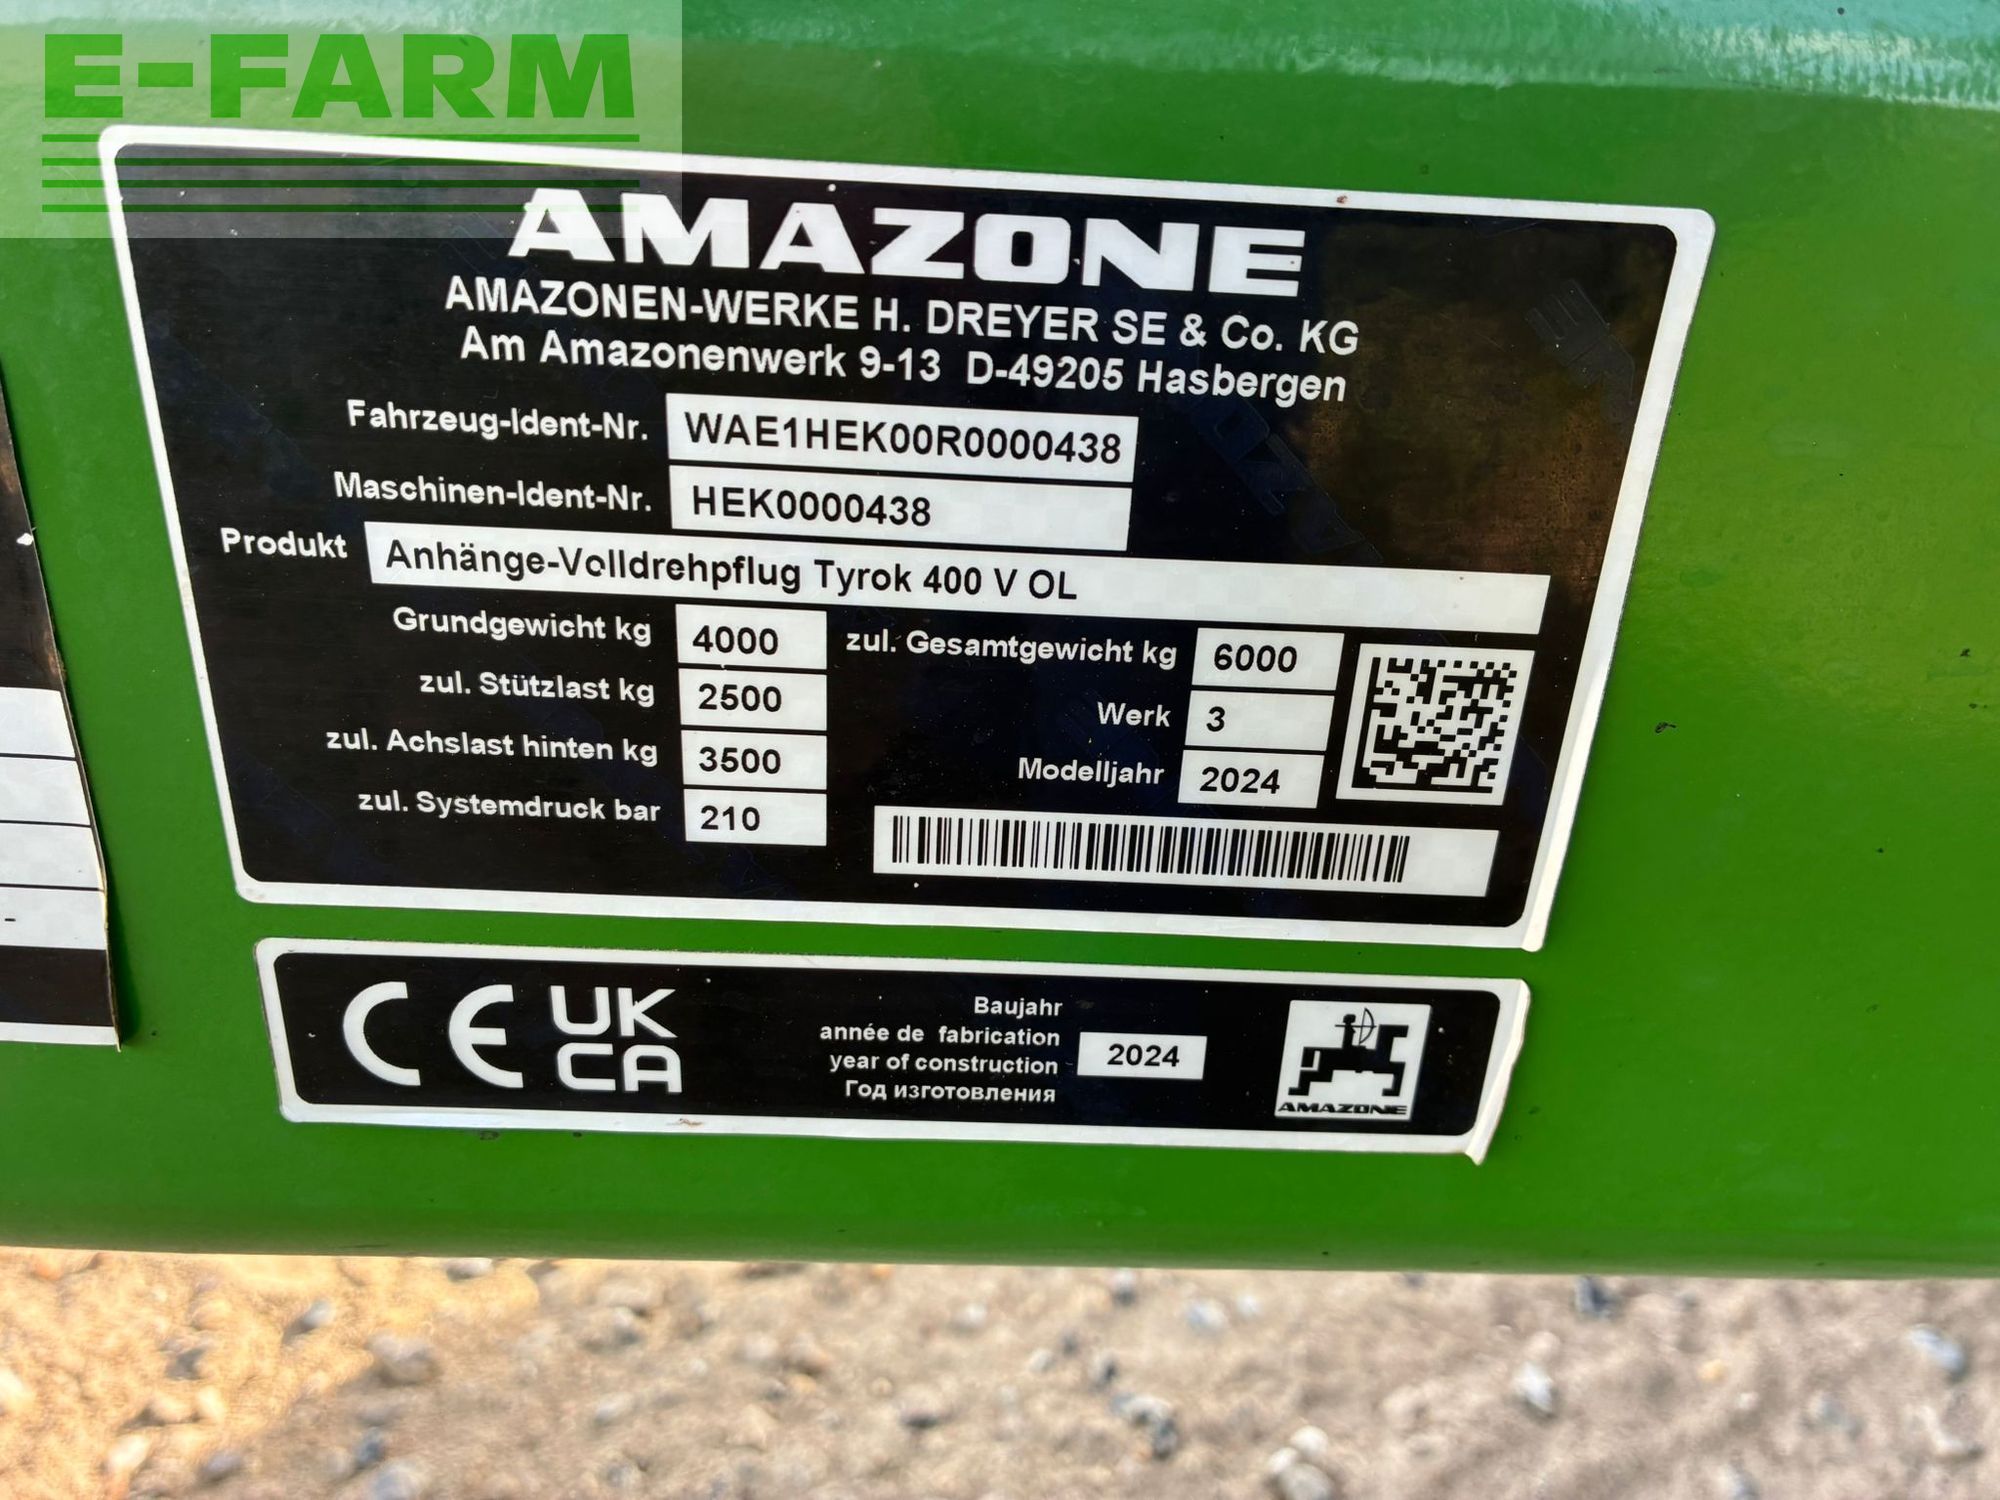 E-FARM
AMAZONE
AMAZONEN-WERKE H. DREYER SE & Co. KG
Am Amazonenwerk 9-13 D-49205 Hasbergen
Fahrzeug-Ident-Nr. WAE1HEK00R0000438
Maschinen-Ident-Nr. HEK0000438
Produkt Anhänge-Volldrehpflug Tyrok 400 V OL
Grundgewicht kg 4000 zul. Gesamtgewicht kg 6000
zul. Stützlast kg 2500 Werk 3
zul. Achslast hinten kg 3500 Modelljahr 2024
zul. Systemdruck bar 210
CE UK
CA
Baujahr
année de fabrication
year of construction 2024
Год изготовления
AMAZONE